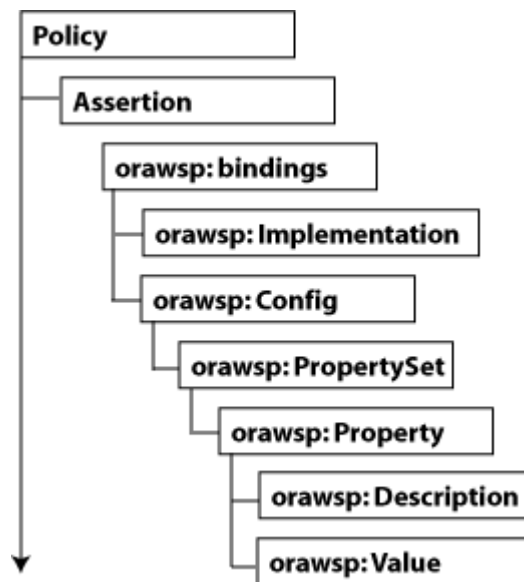 Policy
Assertion
orawsp:bindings
orawsp:Implementation
orawsp:Config
orawsp:PropertySet
orawsp:Property
orawsp:Description
orawsp:Value